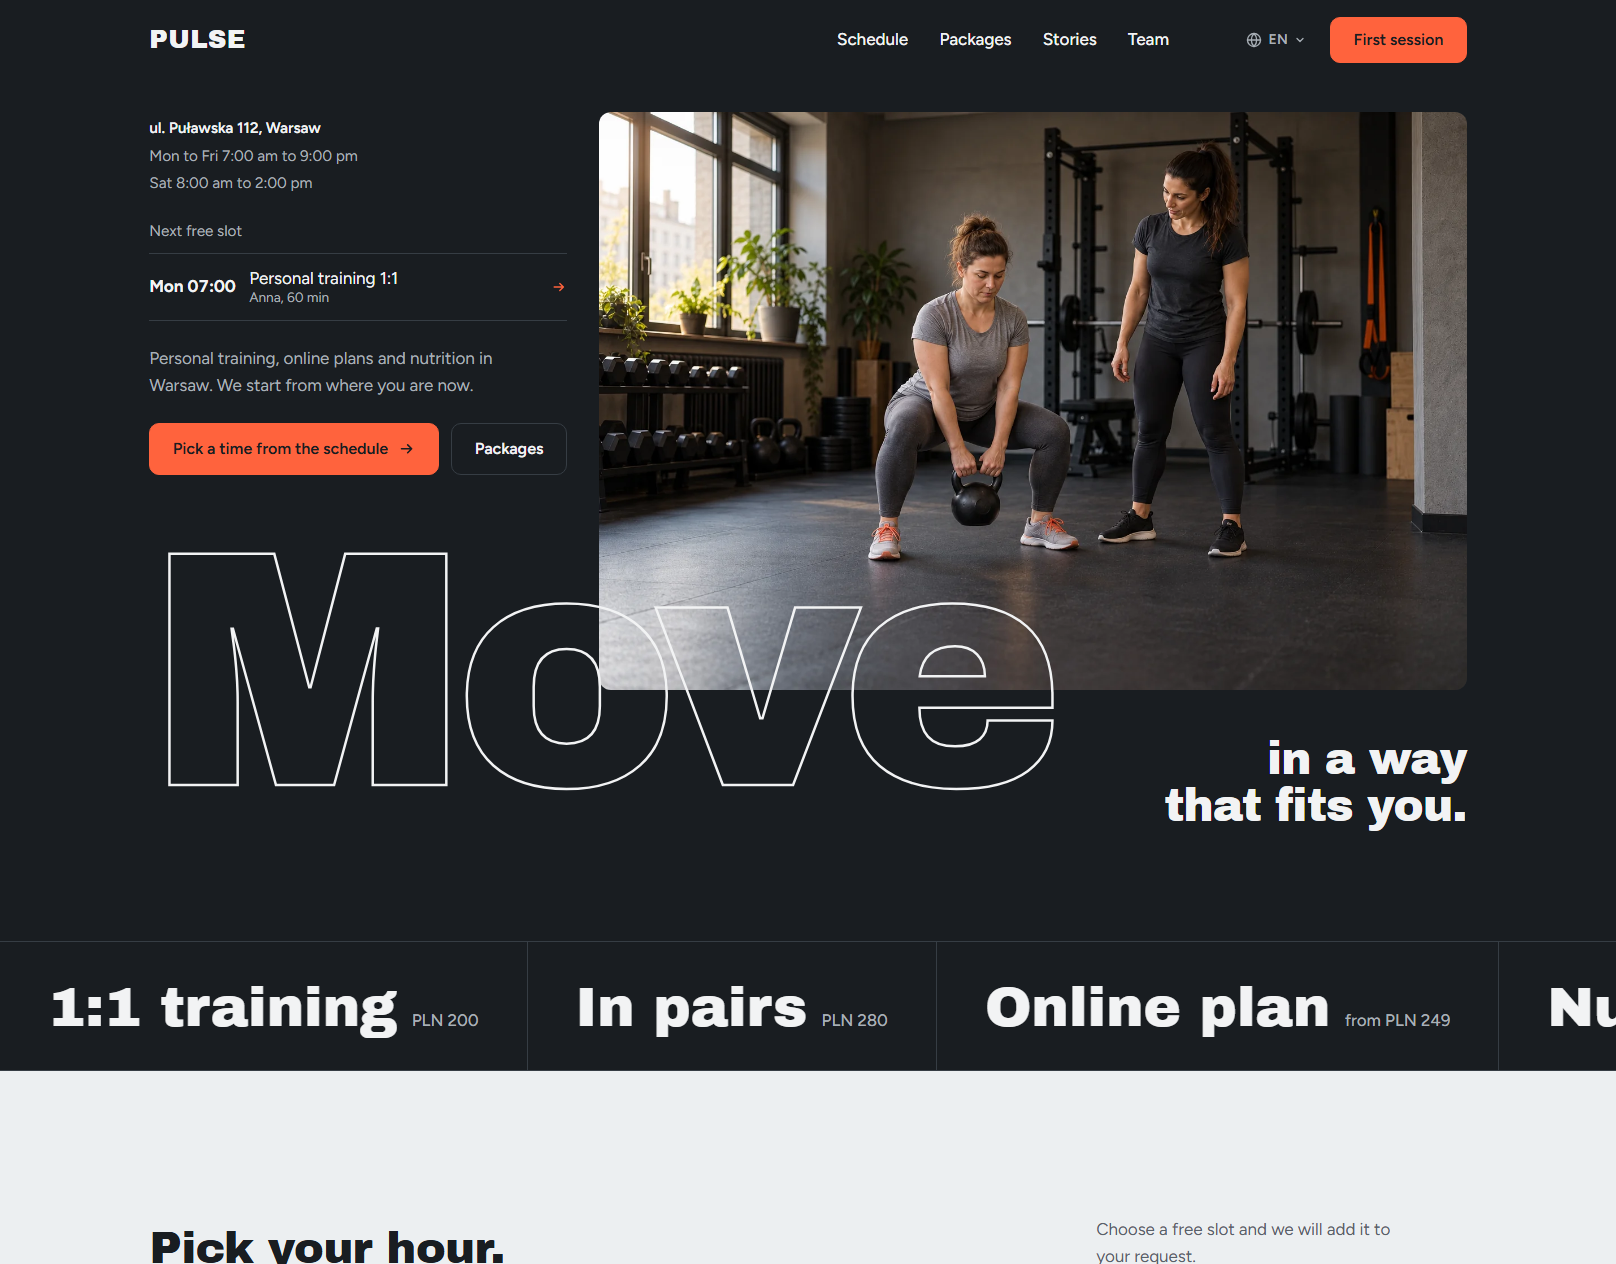 PULSE
Schedule
Packages
Stories
Team
EN
First session
ul. Puławska 112, Warsaw
Mon to Fri 7:00 am to 9:00 pm
Sat 8:00 am to 2:00 pm
Next free slot
Mon 07:00
Personal training 1:1
Anna, 60 min
Personal training, online plans and nutrition in
Warsaw. We start from where you are now.
Pick a time from the schedule →
Packages
Move
in a way
that fits you.
1:1 training PLN 200
In pairs PLN 280
Online plan from PLN 249
Pick your hour.
Choose a free slot and we will add it to
your request.